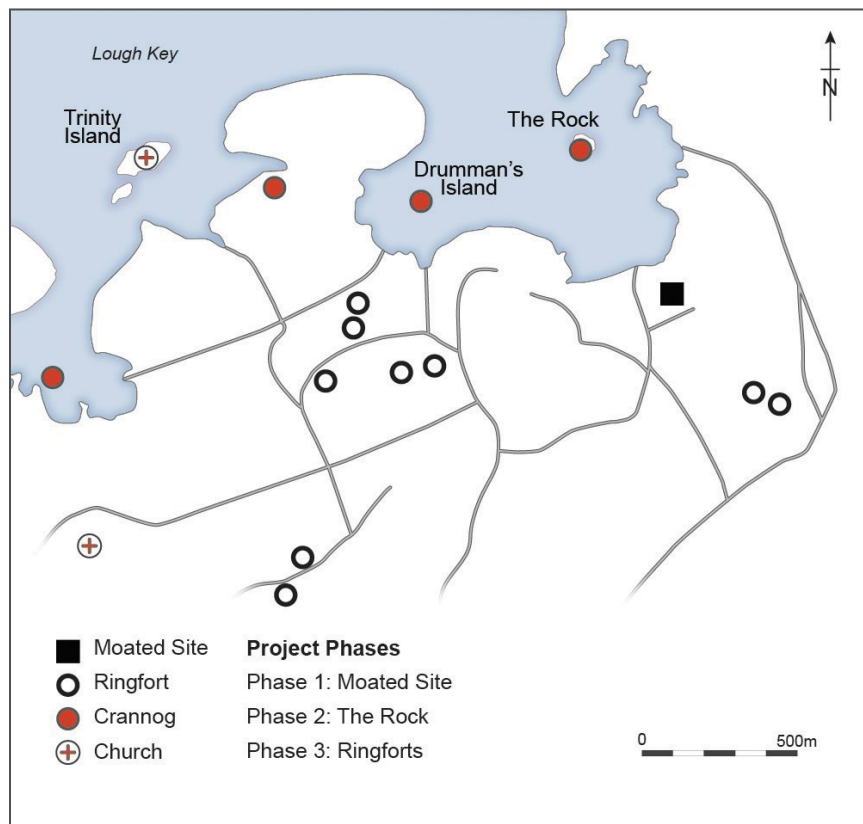 Lough Key
Trinity
Island
The Rock
Drumman's
Island
N
Moated Site
Ringfort
Crannog
Church
Project Phases
Phase 1: Moated Site
Phase 2: The Rock
Phase 3: Ringforts
0
500m